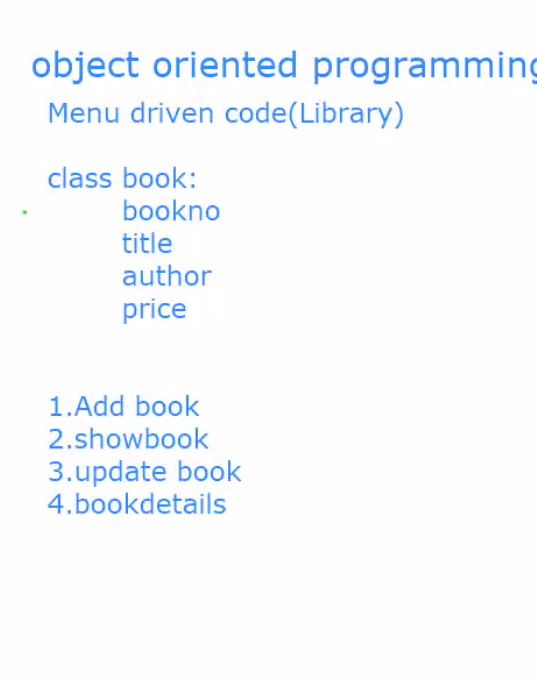 object oriented programming
Menu driven code(Library)
class book:
bookno
title
author
price
1.Add book
2.showbook
3.update book
4.bookdetails